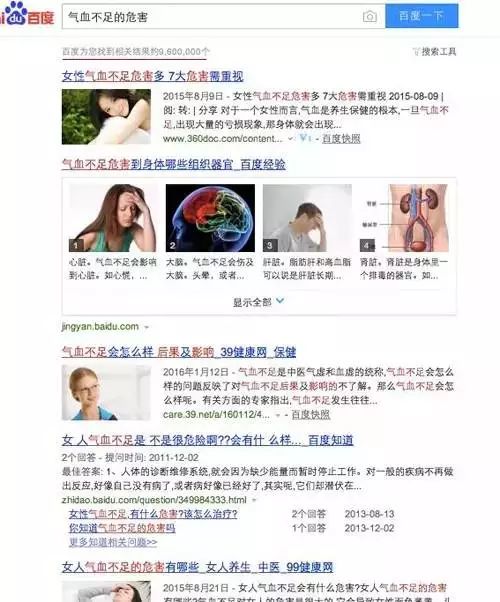 du百度
气血不足的危害
百度一下
百度为您找到相关结果约9,600,000个
搜索工具
女性气血不足危害多 7大危害需重视
2015年8月9日 - 女性气血不足危害多 7大危害需重视 2015-08-09 |
阅: 转: | 分享 对于一个女性而言,气血是养生保健的根本,一旦气血不
足,出现大量的亏损现象,那身体就会出现...
www.360doc.com/content... - V1 - 百度快照
气血不足危害到身体哪些组织器官_百度经验
1
心脏。气血不足会影响
到心脏。如心慌，...
2
大脑。气血不足会伤及
大脑。头晕，或者...
3
肝脏。脂肪肝和高血脂
可以说是肝脏长期...
肾脏
输尿管
4
肾脏。肾脏是身体里一
个排毒的器官。如...
显示全部
jingyan.baidu.com
气血不足会怎么样 后果及影响_39健康网_保健
2016年1月12日 - 气血不足是中医气虚和血虚的统称,气血不足会怎么
样的问题反映了对气血不足后果及影响的不了解。那么气血不足会
怎么样呢。有关方面的专家指出,气血不足发生往往...
care.39.net/a/160112/4... - 百度快照
女 人气血不足是 不是很危险啊??会有什 么样..._百度知道
2个回答 - 提问时间: 2011-12-02
最佳答案: 1、人体的诊断维修系统,就会因为缺少能量而暂时停止工作。对一般的疾病不再做
出反应,好像自己没有病了,或者病好像已经好了,其实呢,它们却潜伏在...
zhidao.baidu.com/question/349984333.html
女性气血不足,有什么危害?该怎么治疗? 2个回答 2013-08-13
你知道气血不足的危害吗 1个回答 2013-12-02
更多知道相关问题>>
女人气血不足的危害有哪些_女人养生_中医_99健康网
2015年8月21日 - 女人气血不足会有什么危害?女人气血不足的危害